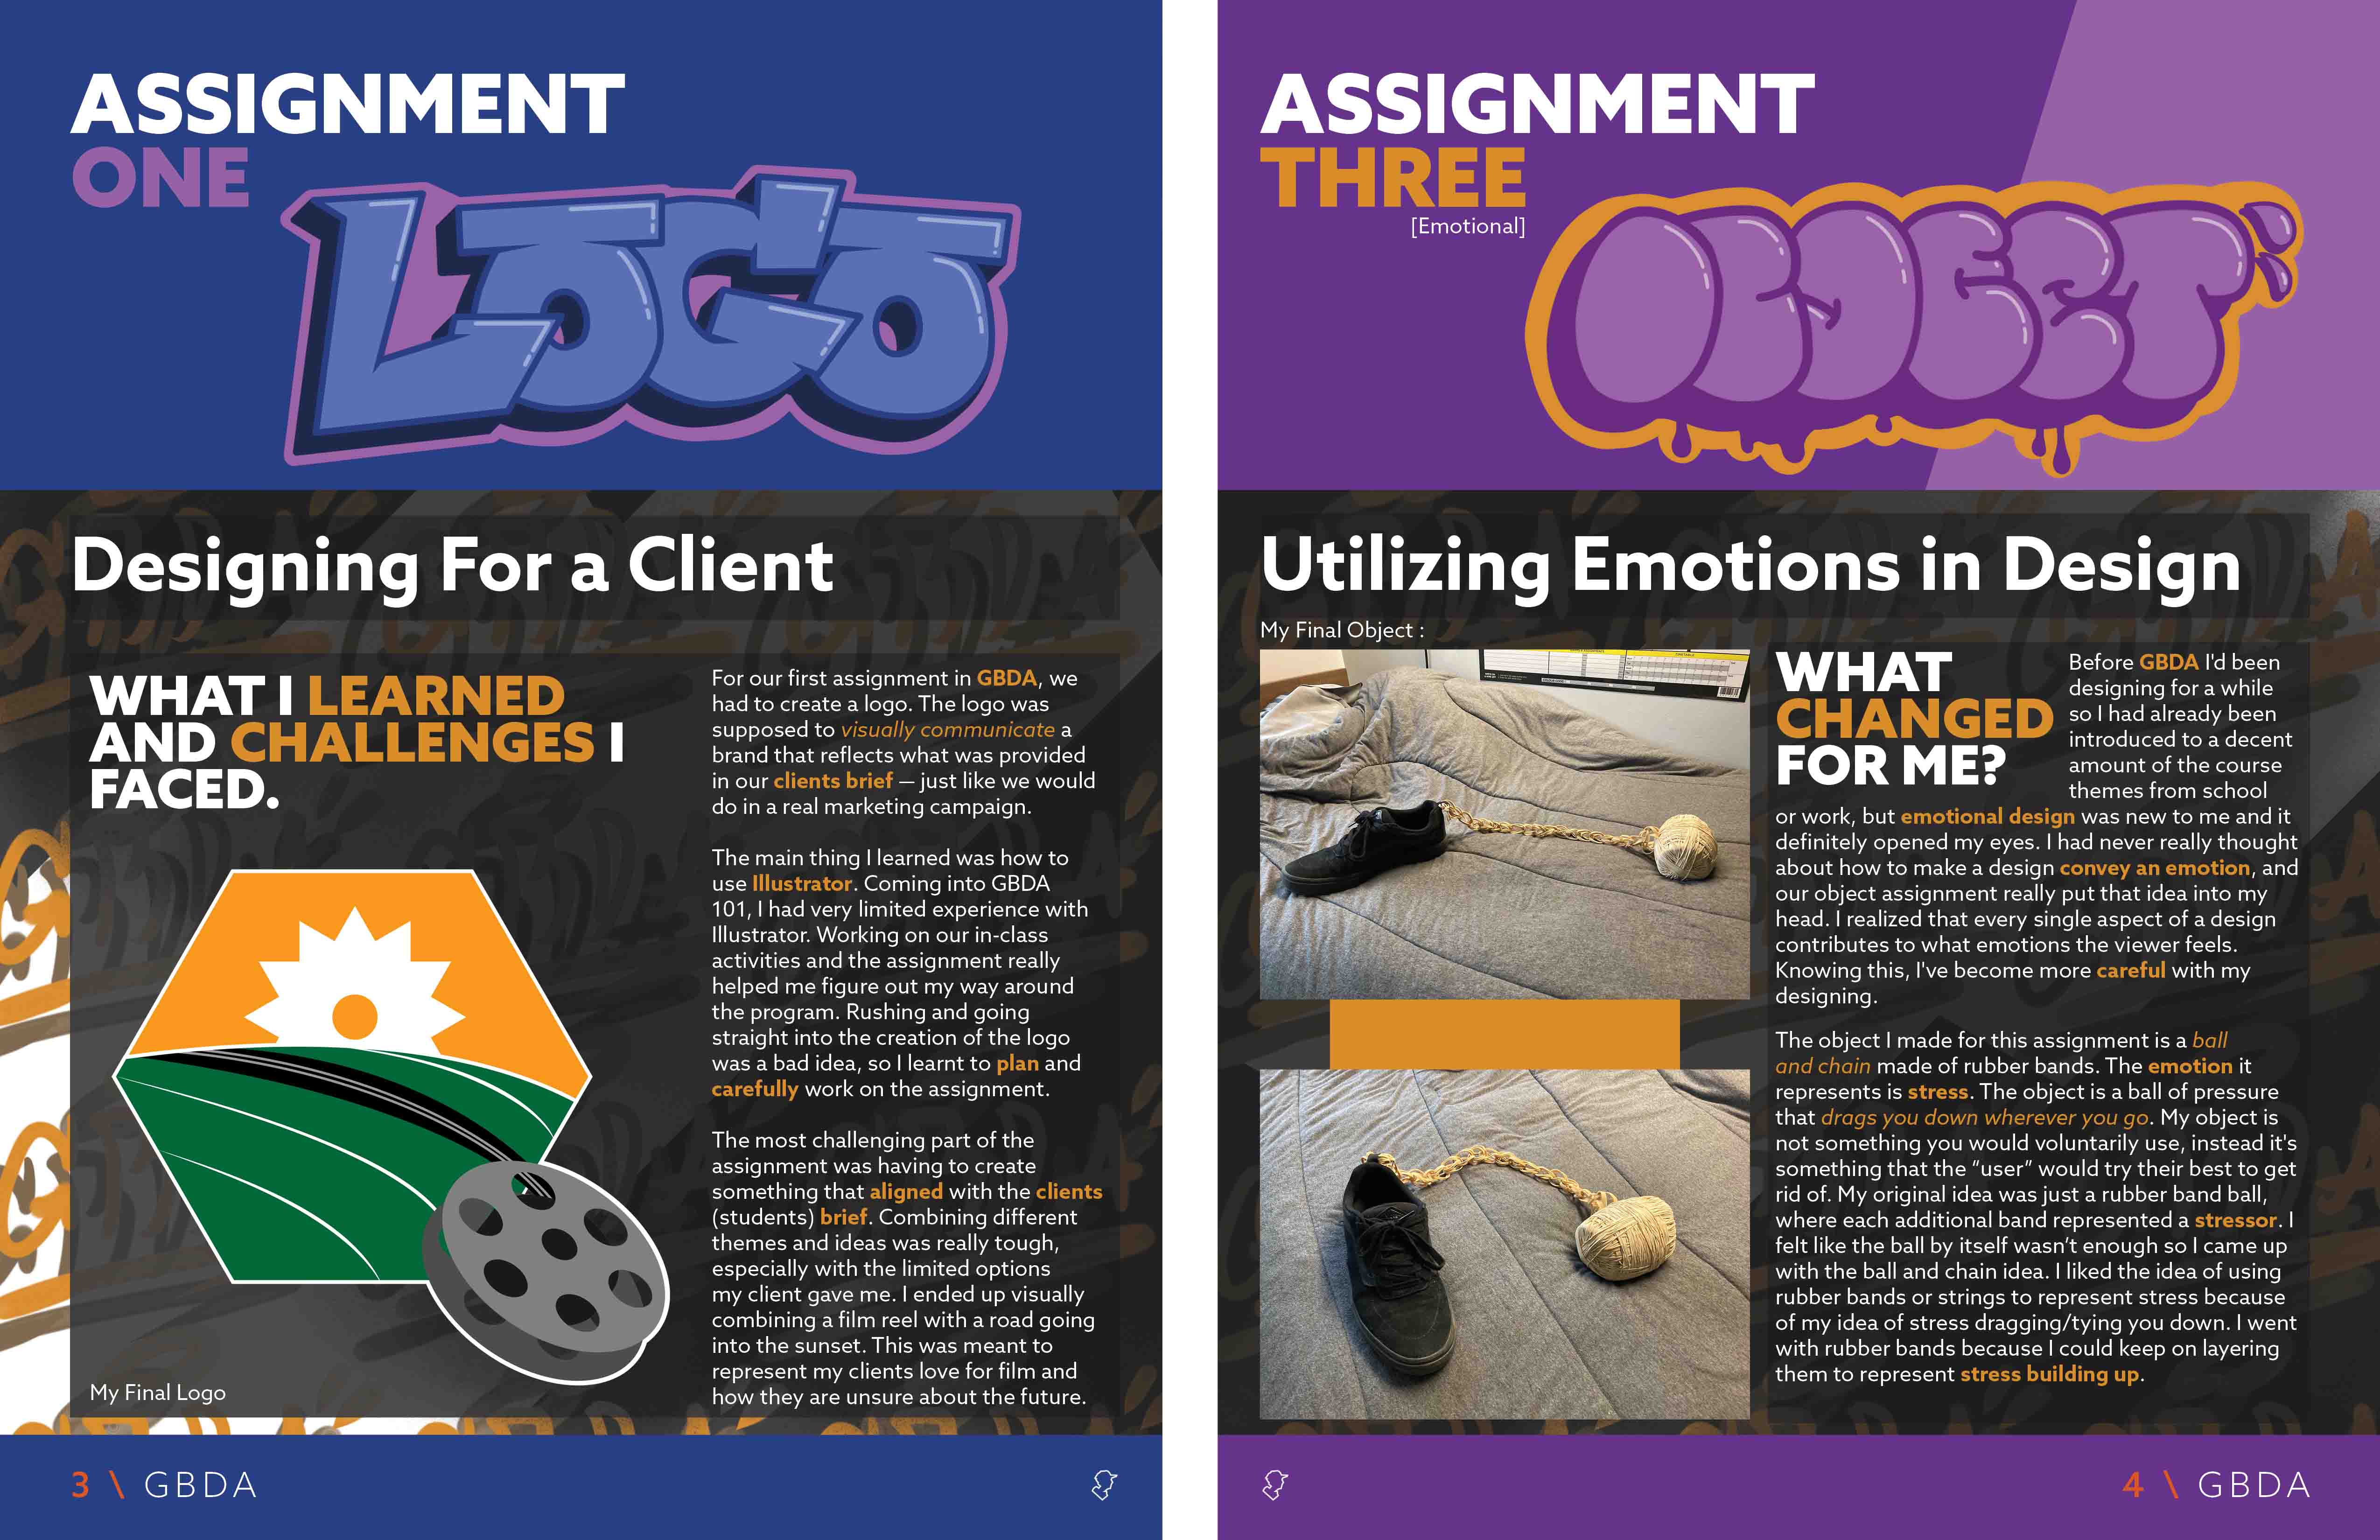 ASSIGNMENT
ONE
LOGO
Designing For a Client
WHAT I LEARNED
AND CHALLENGES I
FACED.
My Final Logo
For our first assignment in GBDA, we
had to create a logo. The logo was
supposed to visually communicate a
brand that reflects what was provided
in our clients brief — just like we would
do in a real marketing campaign.
The main thing I learned was how to
use Illustrator. Coming into GBDA
101, I had very limited experience with
Illustrator. Working on our in-class
activities and the assignment really
helped me figure out my way around
the program. Rushing and going
straight into the creation of the logo
was a bad idea, so I learnt to plan and
carefully work on the assignment.
The most challenging part of the
assignment was having to create
something that aligned with the clients
(students) brief. Combining different
themes and ideas was really tough,
especially with the limited options
my client gave me. I ended up visually
combining a film reel with a road going
into the sunset. This was meant to
represent my clients love for film and
how they are unsure about the future.
3 \ GBDA
ASSIGNMENT
THREE
[Emotional]
OBJECT
Utilizing Emotions in Design
My Final Object :
WHAT
CHANGED
FOR ME?
Before GBDA I'd been
designing for a while
so I had already been
introduced to a decent
amount of the course
themes from school
or work, but emotional design was new to me and it
definitely opened my eyes. I had never really thought
about how to make a design convey an emotion, and
our object assignment really put that idea into my
head. I realized that every single aspect of a design
contributes to what emotions the viewer feels.
Knowing this, I've become more careful with my
designing.
The object I made for this assignment is a ball
and chain made of rubber bands. The emotion it
represents is stress. The object is a ball of pressure
that drags you down wherever you go. My object is
not something you would voluntarily use, instead it's
something that the “user” would try their best to get
rid of. My original idea was just a rubber band ball,
where each additional band represented a stressor. I
felt like the ball by itself wasn’t enough so I came up
with the ball and chain idea. I liked the idea of using
rubber bands or strings to represent stress because
of my idea of stress dragging/tying you down. I went
with rubber bands because I could keep on layering
them to represent stress building up.
4 \ GBDA